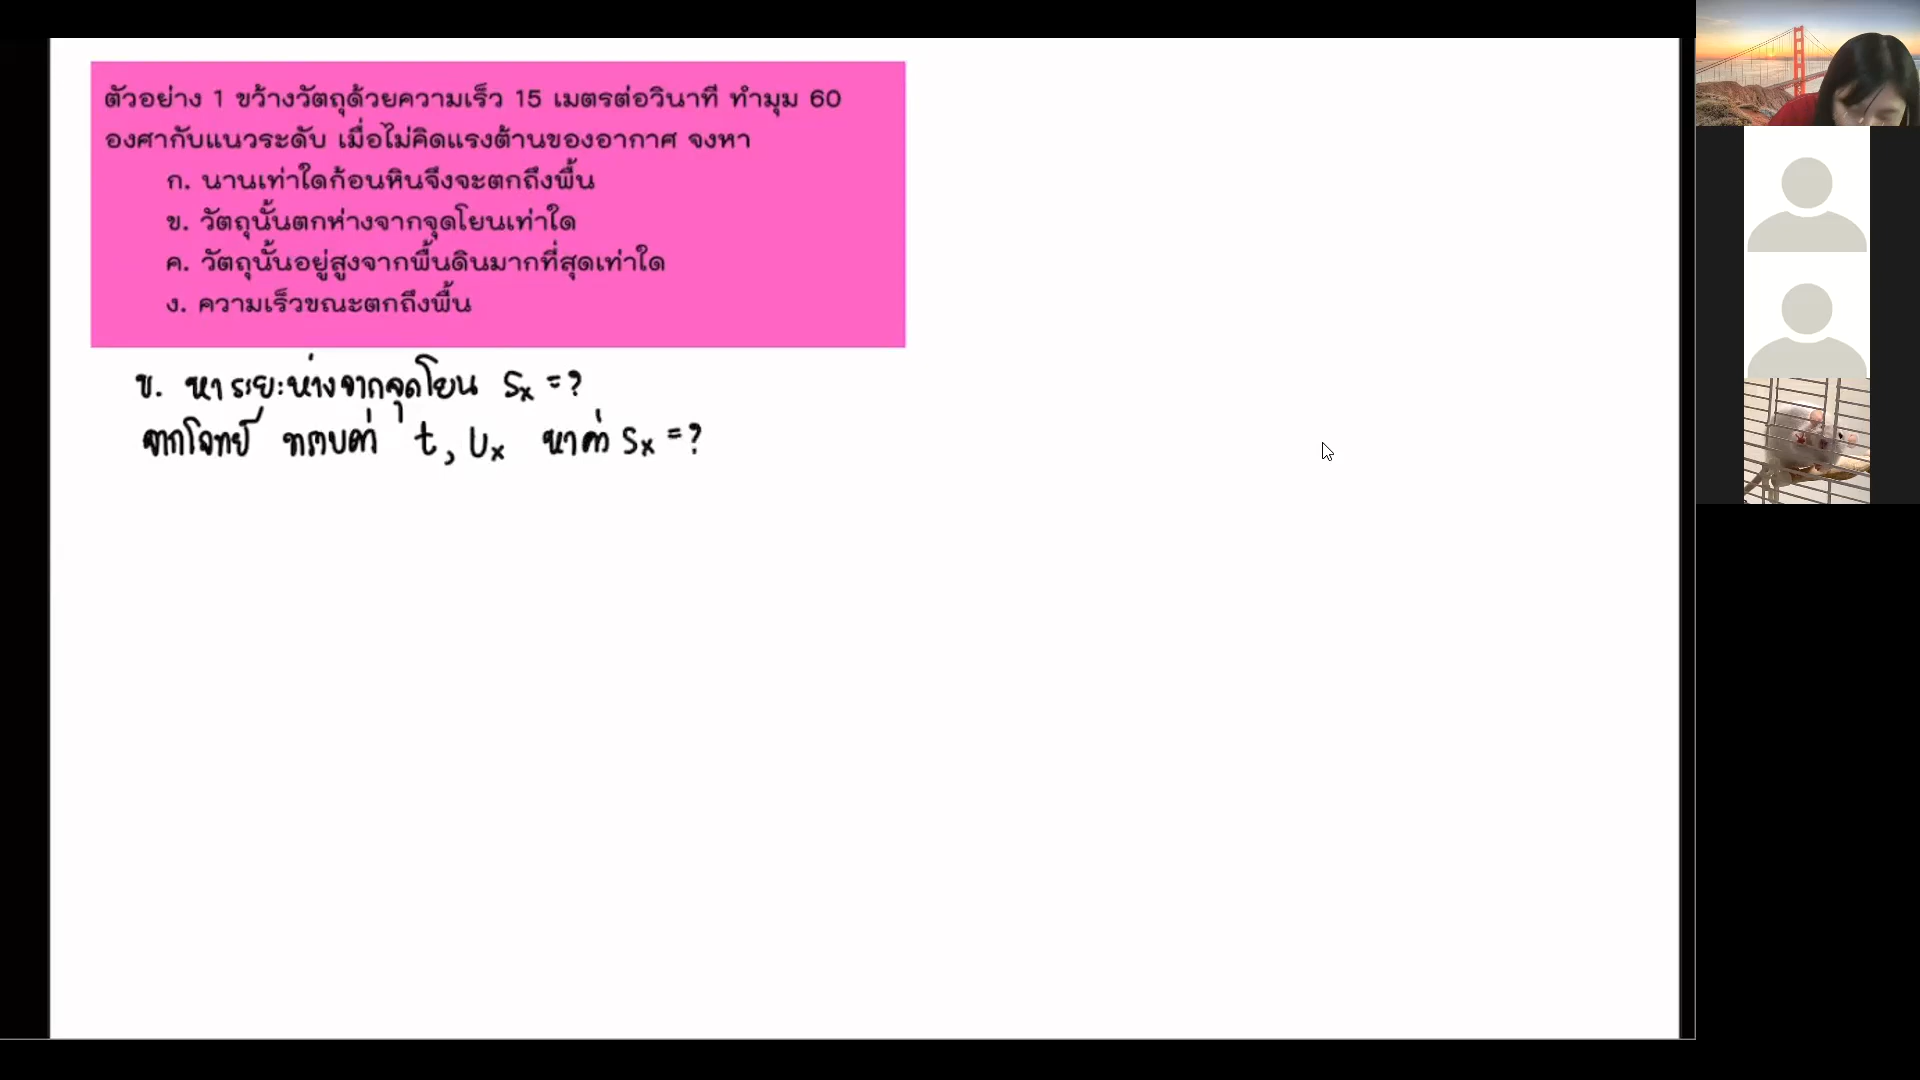 ตัวอย่าง 1 ขว้างวัตถุด้วยความเร็ว 15 เมตรต่อวินาที ทำมุม 60
องศากับแนวระดับ เมื่อไม่คิดแรงต้านของอากาศ จงหา
ก. นานเท่าใดก้อนหินจึงจะตกถึงพื้น
ข. วัตถุนั้นตกห่างจากจุดโยนเท่าใด
ค. วัตถุนั้นอยู่สูงจากพื้นดินมากที่สุดเท่าใด
ง. ความเร็วขณะตกถึงพื้น
ข. หาระยะห่างจากจุดโยน Sx = ?
จากโจทย์ ทราบค่า t, Ux หาค่า Sx = ?